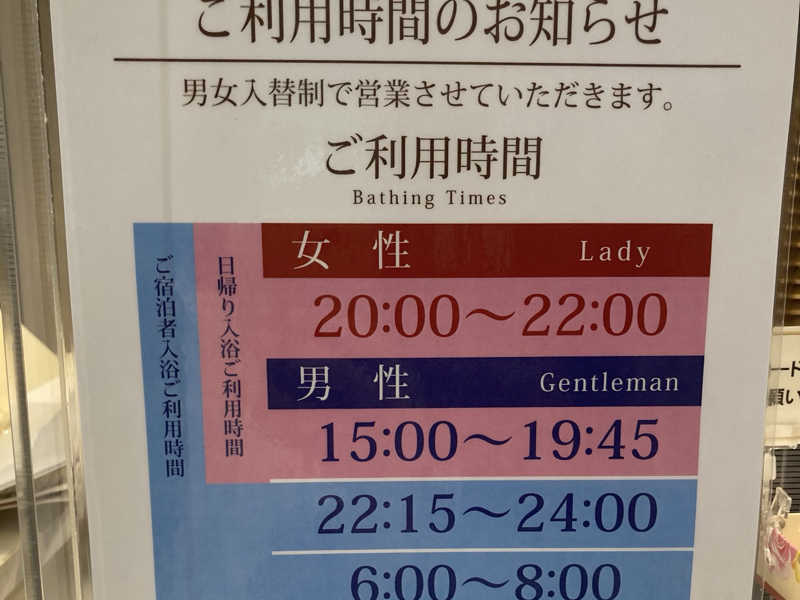 ご利用時間のお知らせ
男女入替制で営業させていただきます。
ご利用時間
Bathing Times
ご宿泊者入浴ご利用時間
日帰り入浴ご利用時間
女性 Lady
20:00〜22:00
男性 Gentleman
15:00〜19:45
22:15〜24:00
6:00〜8:00
ード
願い